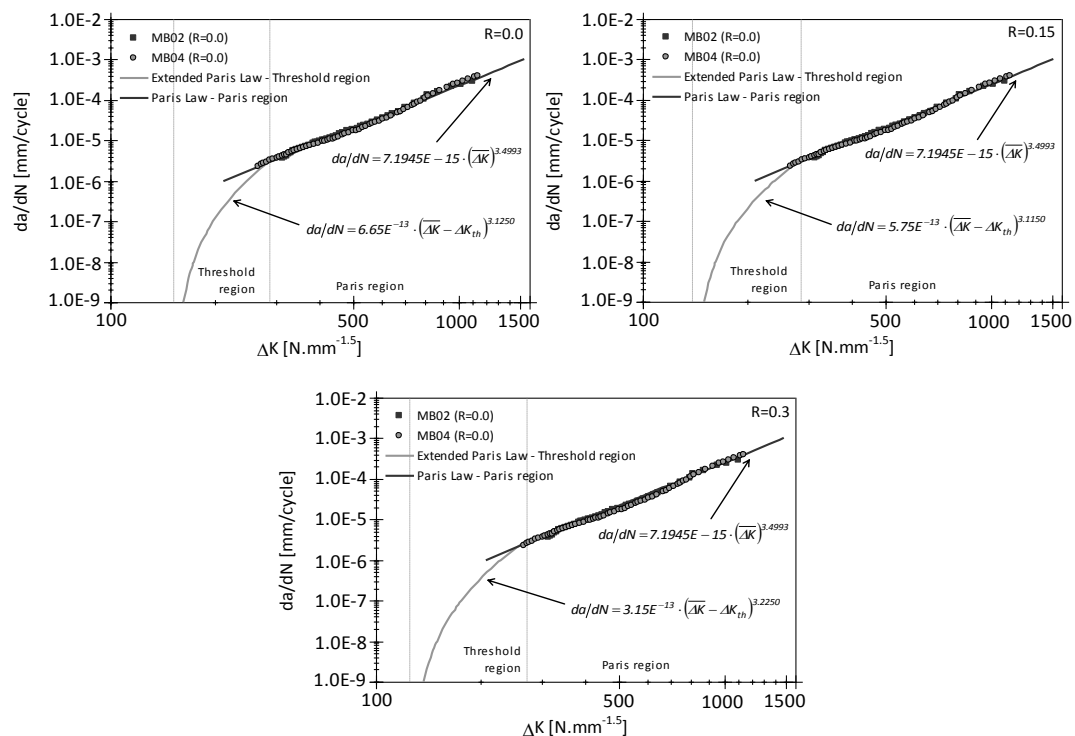 R=0.0
MB02 (R=0.0)
MB04 (R=0.0)
Extended Paris Law - Threshold region
Paris Law - Paris region
da/dN [mm/cycle]
1.0E-2
1.0E-3
1.0E-4
1.0E-5
1.0E-6
1.0E-7
1.0E-8
1.0E-9
da/dN = 7.1945E − 15 · (ΔK)^3.4993
da/dN = 6.65E^−13 · (ΔK − ΔK_th)^3.1250
Threshold
region
Paris region
100 500 1000 1500
ΔK [N.mm^-1.5]
R=0.15
MB02 (R=0.0)
MB04 (R=0.0)
Extended Paris Law - Threshold region
Paris Law - Paris region
da/dN [mm/cycle]
1.0E-2
1.0E-3
1.0E-4
1.0E-5
1.0E-6
1.0E-7
1.0E-8
1.0E-9
da/dN = 7.1945E − 15 · (ΔK)^3.4993
da/dN = 5.75E^−13 · (ΔK − ΔK_th)^3.1150
Threshold
region
Paris region
100 500 1000 1500
ΔK [N.mm^-1.5]
R=0.3
MB02 (R=0.0)
MB04 (R=0.0)
Extended Paris Law - Threshold region
Paris Law - Paris region
da/dN [mm/cycle]
1.0E-2
1.0E-3
1.0E-4
1.0E-5
1.0E-6
1.0E-7
1.0E-8
1.0E-9
da/dN = 7.1945E − 15 · (ΔK)^3.4993
da/dN = 3.15E^−13 · (ΔK − ΔK_th)^3.2250
Threshold
region
Paris region
100 500 1000 1500
ΔK [N.mm^-1.5]